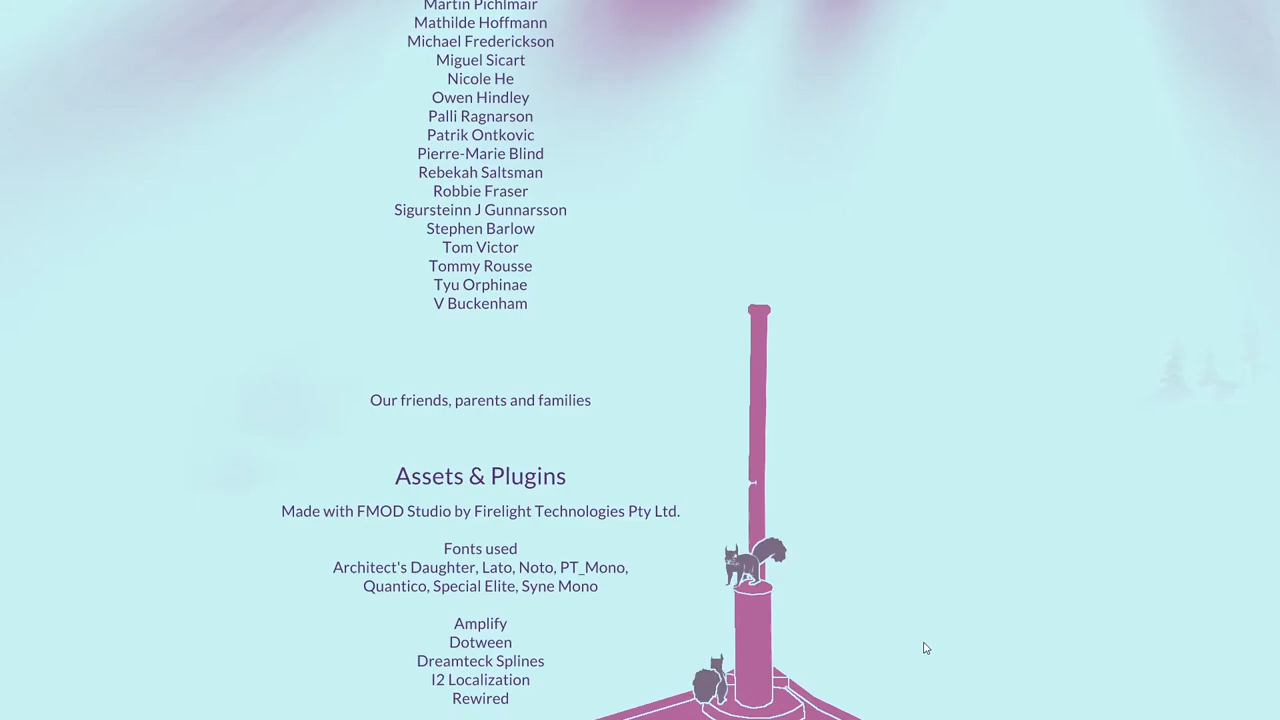 Martin Pichlmair
Mathilde Hoffmann
Michael Frederickson
Miguel Sicart
Nicole He
Owen Hindley
Palli Ragnarson
Patrik Ontkovic
Pierre-Marie Blind
Rebekah Saltsman
Robbie Fraser
Sigursteinn J Gunnarsson
Stephen Barlow
Tom Victor
Tommy Rousse
Tyu Orphinae
V Buckenham
Our friends, parents and families
Assets & Plugins
Made with FMOD Studio by Firelight Technologies Pty Ltd.
Fonts used
Architect's Daughter, Lato, Noto, PT_Mono,
Quantico, Special Elite, Syne Mono
Amplify
Dotween
Dreamteck Splines
I2 Localization
Rewired